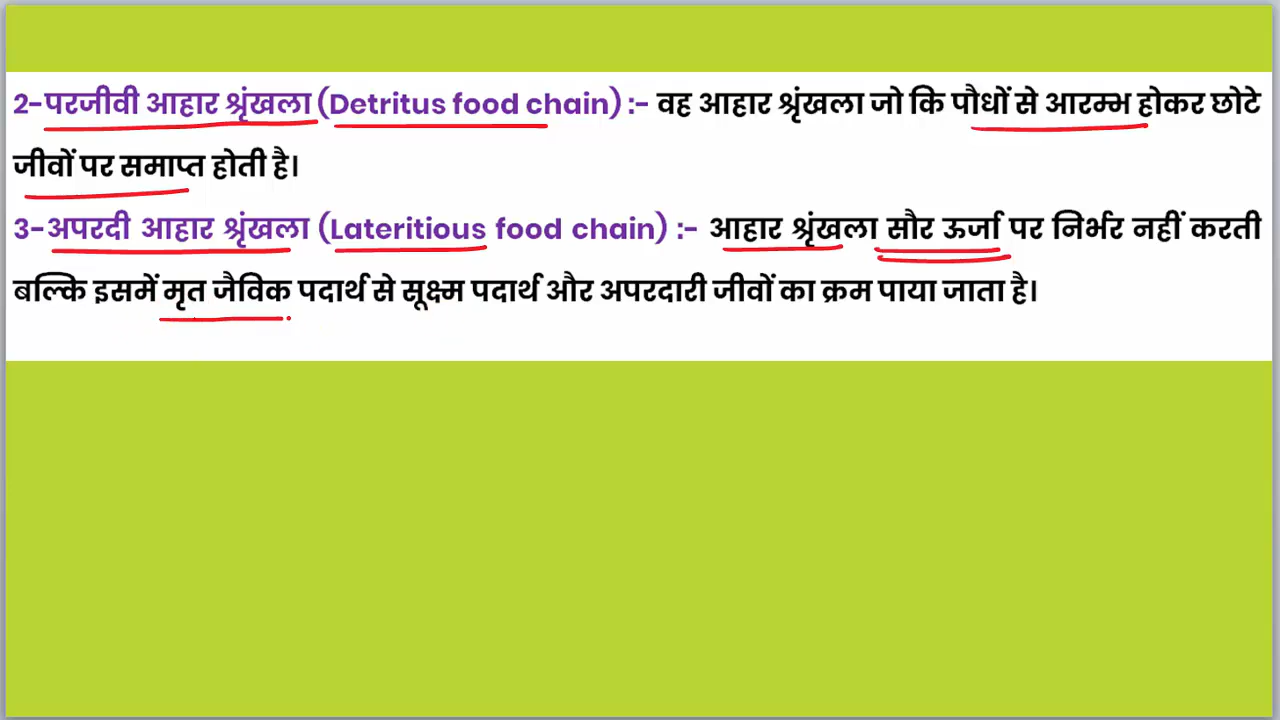 2-परजीवी आहार श्रृंखला (Detritus food chain) :- वह आहार श्रृंखला जो कि पौधों से आरम्भ होकर छोटे
जीवों पर समाप्त होती है।
3-अपरदी आहार श्रृंखला (Lateritious food chain) :- आहार श्रृंखला सौर ऊर्जा पर निर्भर नहीं करती
बल्कि इसमें मृत जैविक पदार्थ से सूक्ष्म पदार्थ और अपरदारी जीवों का क्रम पाया जाता है।